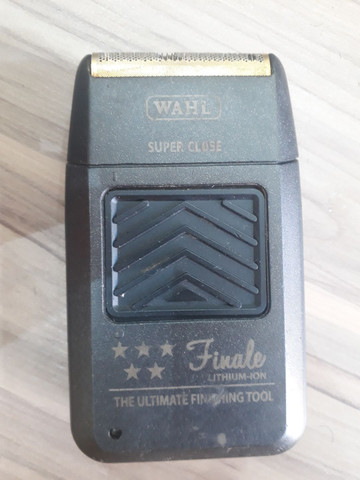 WAHL
SUPER CLOSE
Finale
LITHIUM-ION
THE ULTIMATE FINISHING TOOL